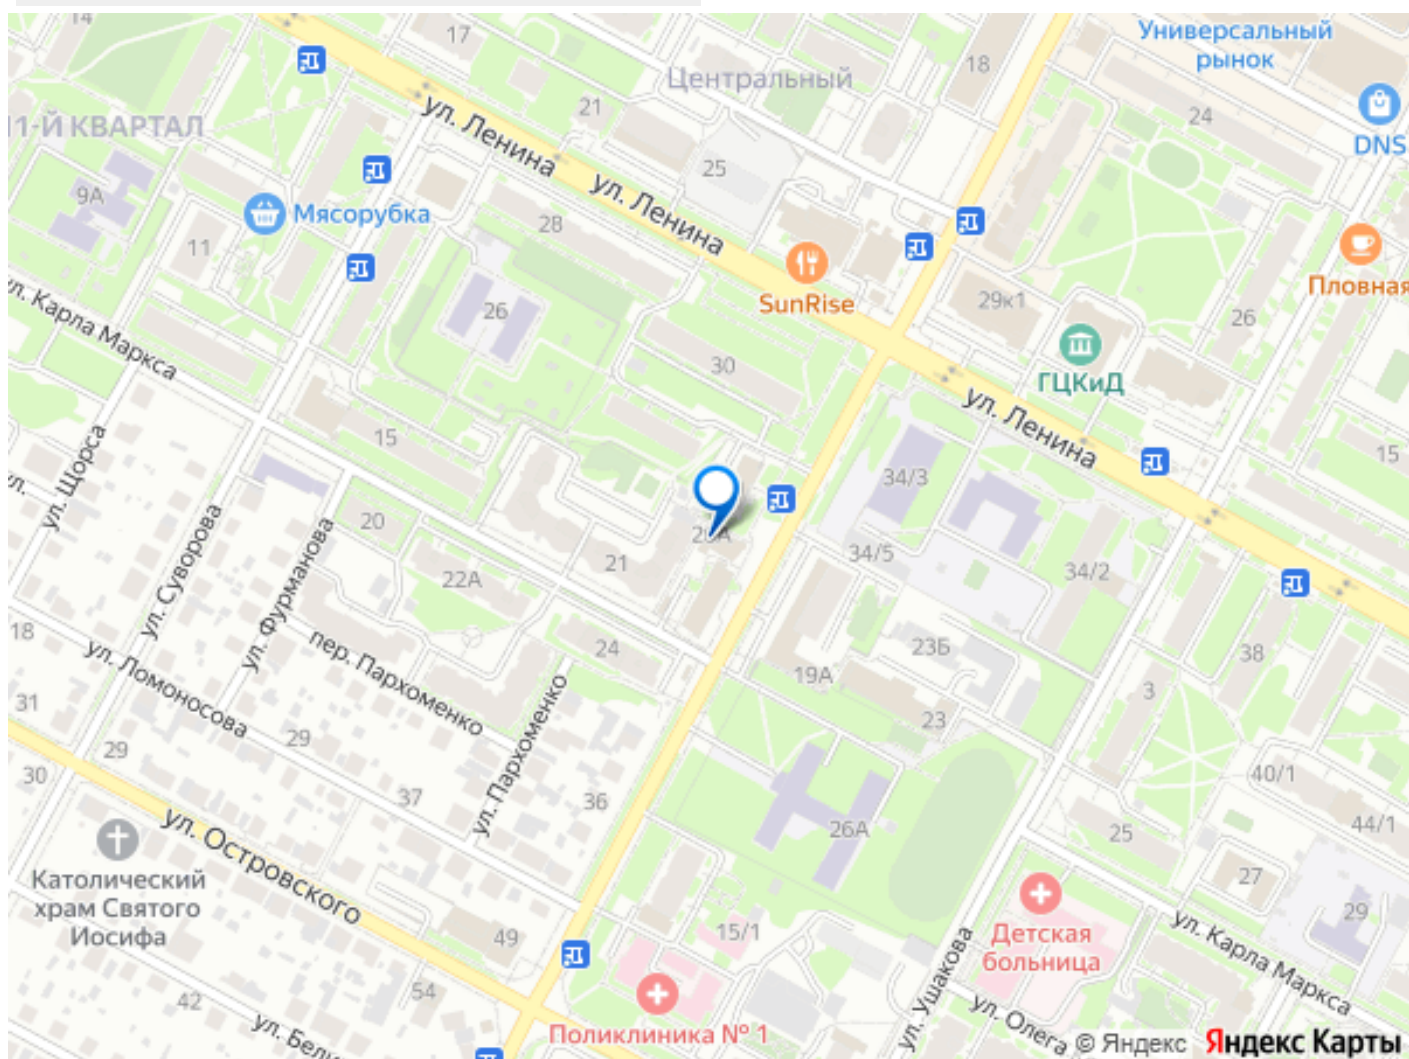 Универсальный
рынок
17
18
Центральный
21
24
DNS
ул. Ленина
11-Й КВАРТАЛ
25
9А
ул. Ленина
Мясорубка
28
11
SunRise
29к1
Пловная
26
26
ул. Карла Маркса
30
ГЦКиД
ул. Ленина
15
15
ул. Щорса
34/3
ул.
20
ул. Суворова
ул. Фурманова
21
22А
34/5
34/2
18
пер. Пархоменко
24
23Б
38
ул. Ломоносова
19А
3
31
23
29
29
ул. Пархоменко
30
37
36
40/1
ул. Островского
26А
25
44/1
27
Католический
храм Святого
Иосифа
29
49
15/1
Детская
больница
ул. Карла Маркса
42
54
ул. Ушакова
Поликлиника № 1
ул. Олега
© Яндекс
Яндекс Карты